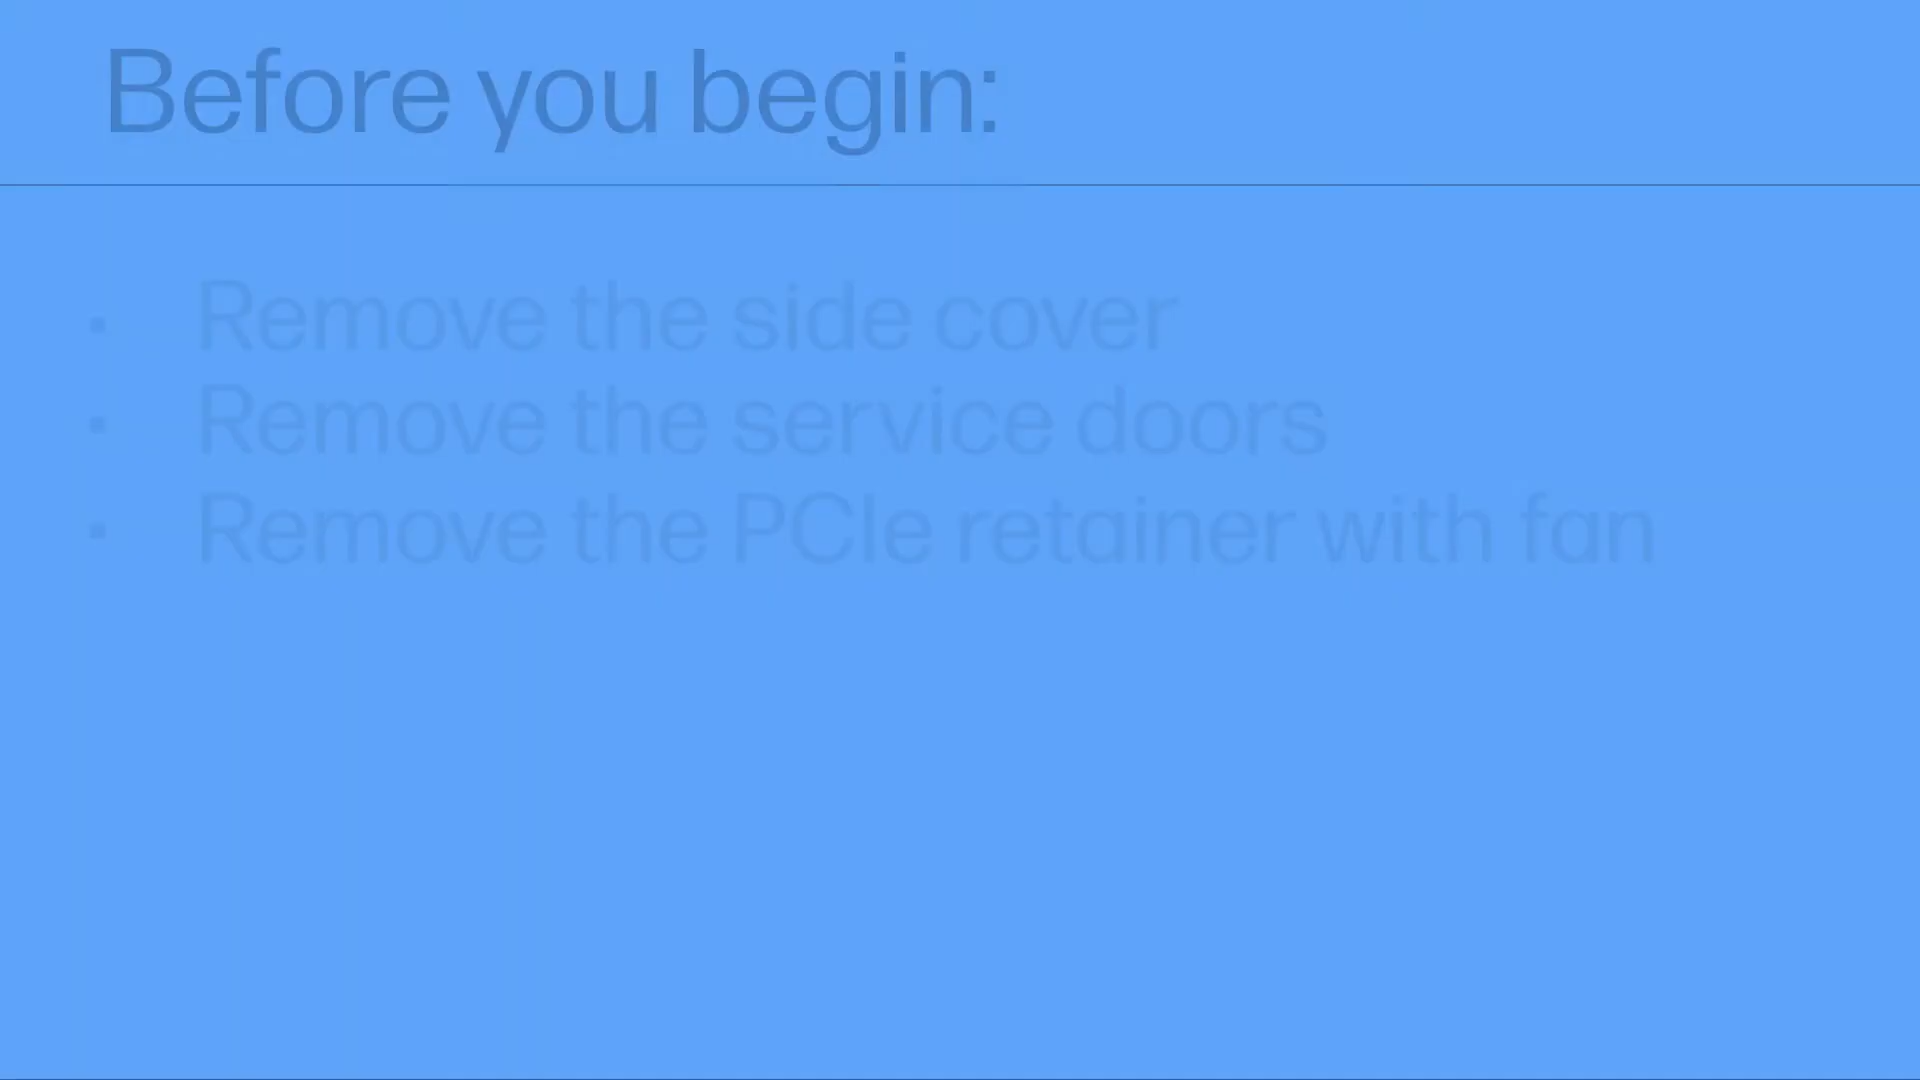 Before you begin:
▪ Remove the side cover
▪ Remove the service doors
▪ Remove the PCIe retainer with fan